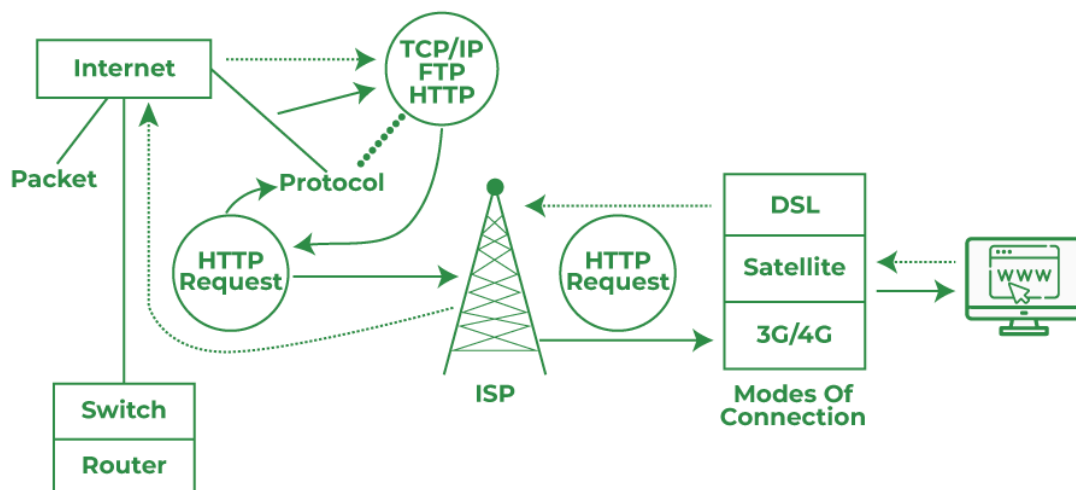 Internet
TCP/IP
FTP
HTTP
Packet
Protocol
HTTP
Request
HTTP
Request
DSL
Satellite
3G/4G
WWW
ISP
Modes Of
Connection
Switch
Router